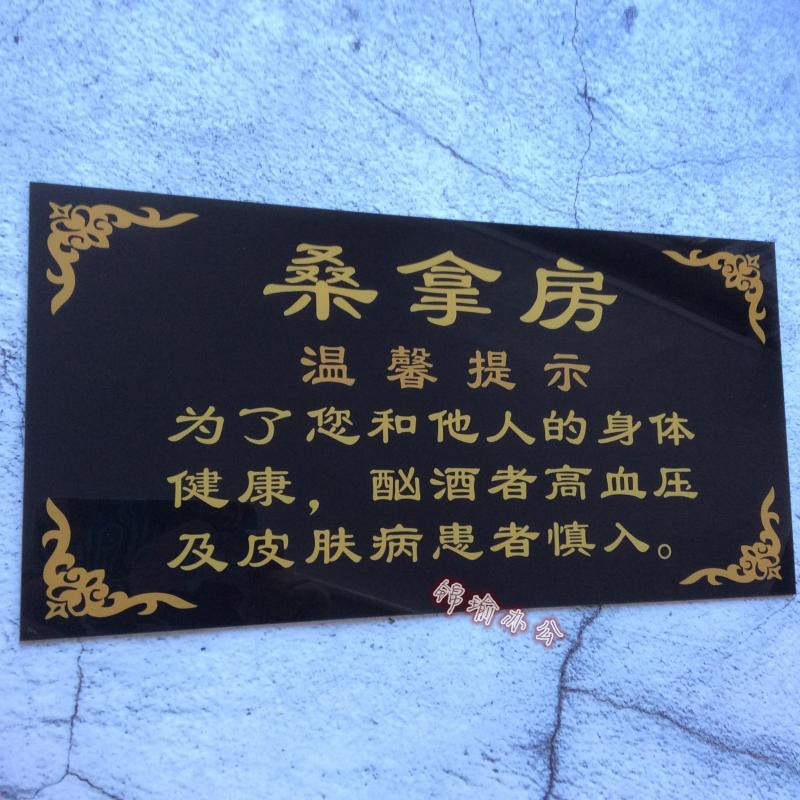 桑拿房
温馨提示
为了您和他人的身体
健康，酗酒者高血压
及皮肤病患者慎入。
锦瑜办公